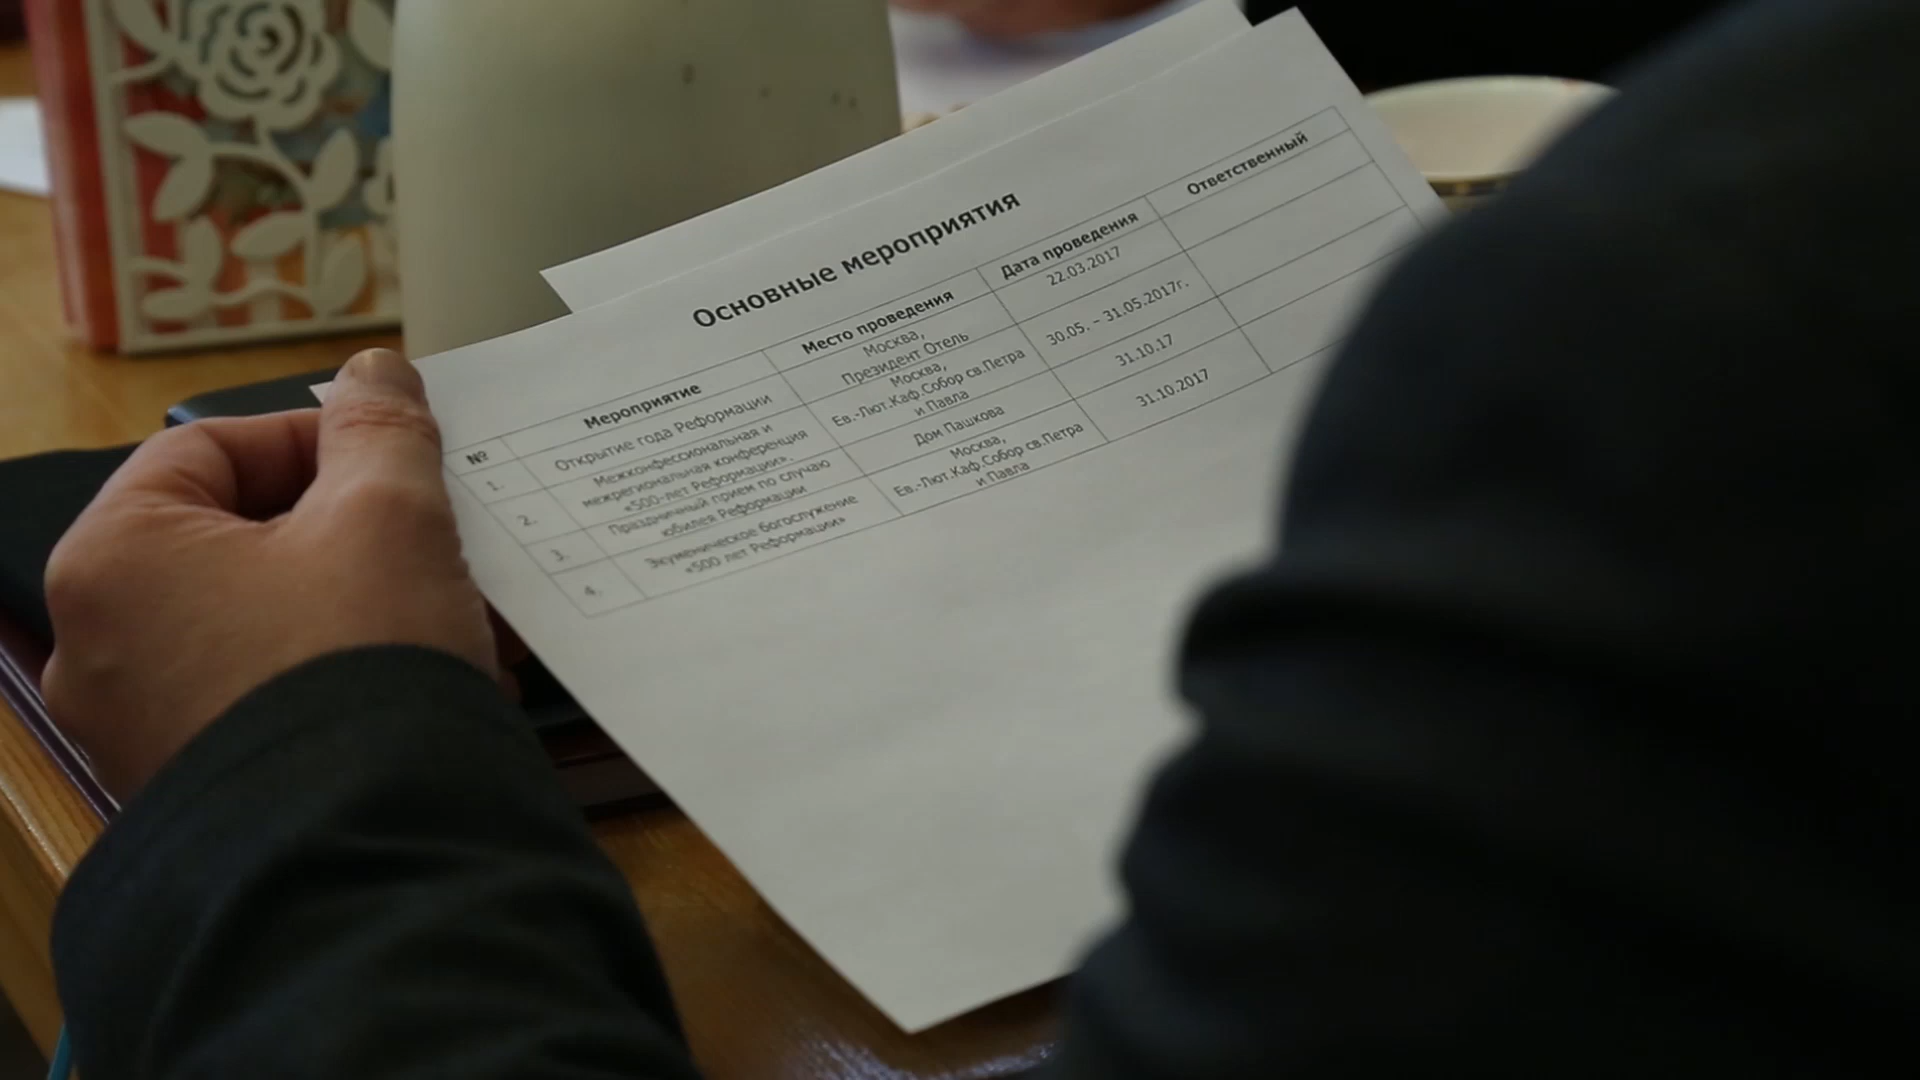 Основные мероприятия
№ Мероприятие Место проведения Дата проведения Ответственный
1. Открытие года Реформации Москва, 22.03.2017
Президент Отель
2. Межконфессиональная и Москва, 30.05. – 31.05.2017г.
межрегиональная конференция Ев.-Лют.Каф.Собор св.Петра
«500-лет Реформации». и Павла
3. Праздничный прием по случаю Дом Пашкова 31.10.17
юбилея Реформации
4. Экуменическое богослужение Москва, 31.10.2017
«500 лет Реформации» Ев.-Лют.Каф.Собор св.Петра
и Павла